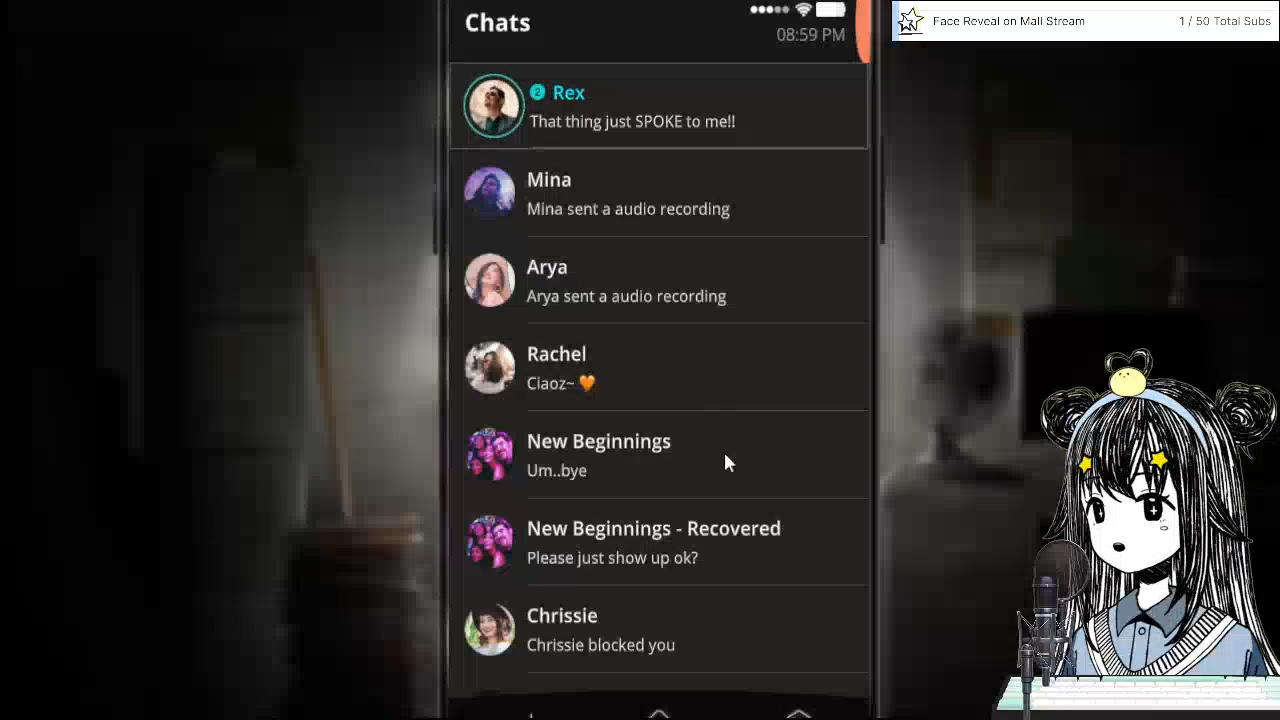 Chats
08:59 PM
Face Reveal on Mall Stream
1 / 50 Total Subs
2 Rex
That thing just SPOKE to me!!
Mina
Mina sent a audio recording
Arya
Arya sent a audio recording
Rachel
Ciaoz~ 🧡
New Beginnings
Um..bye
New Beginnings - Recovered
Please just show up ok?
Chrissie
Chrissie blocked you